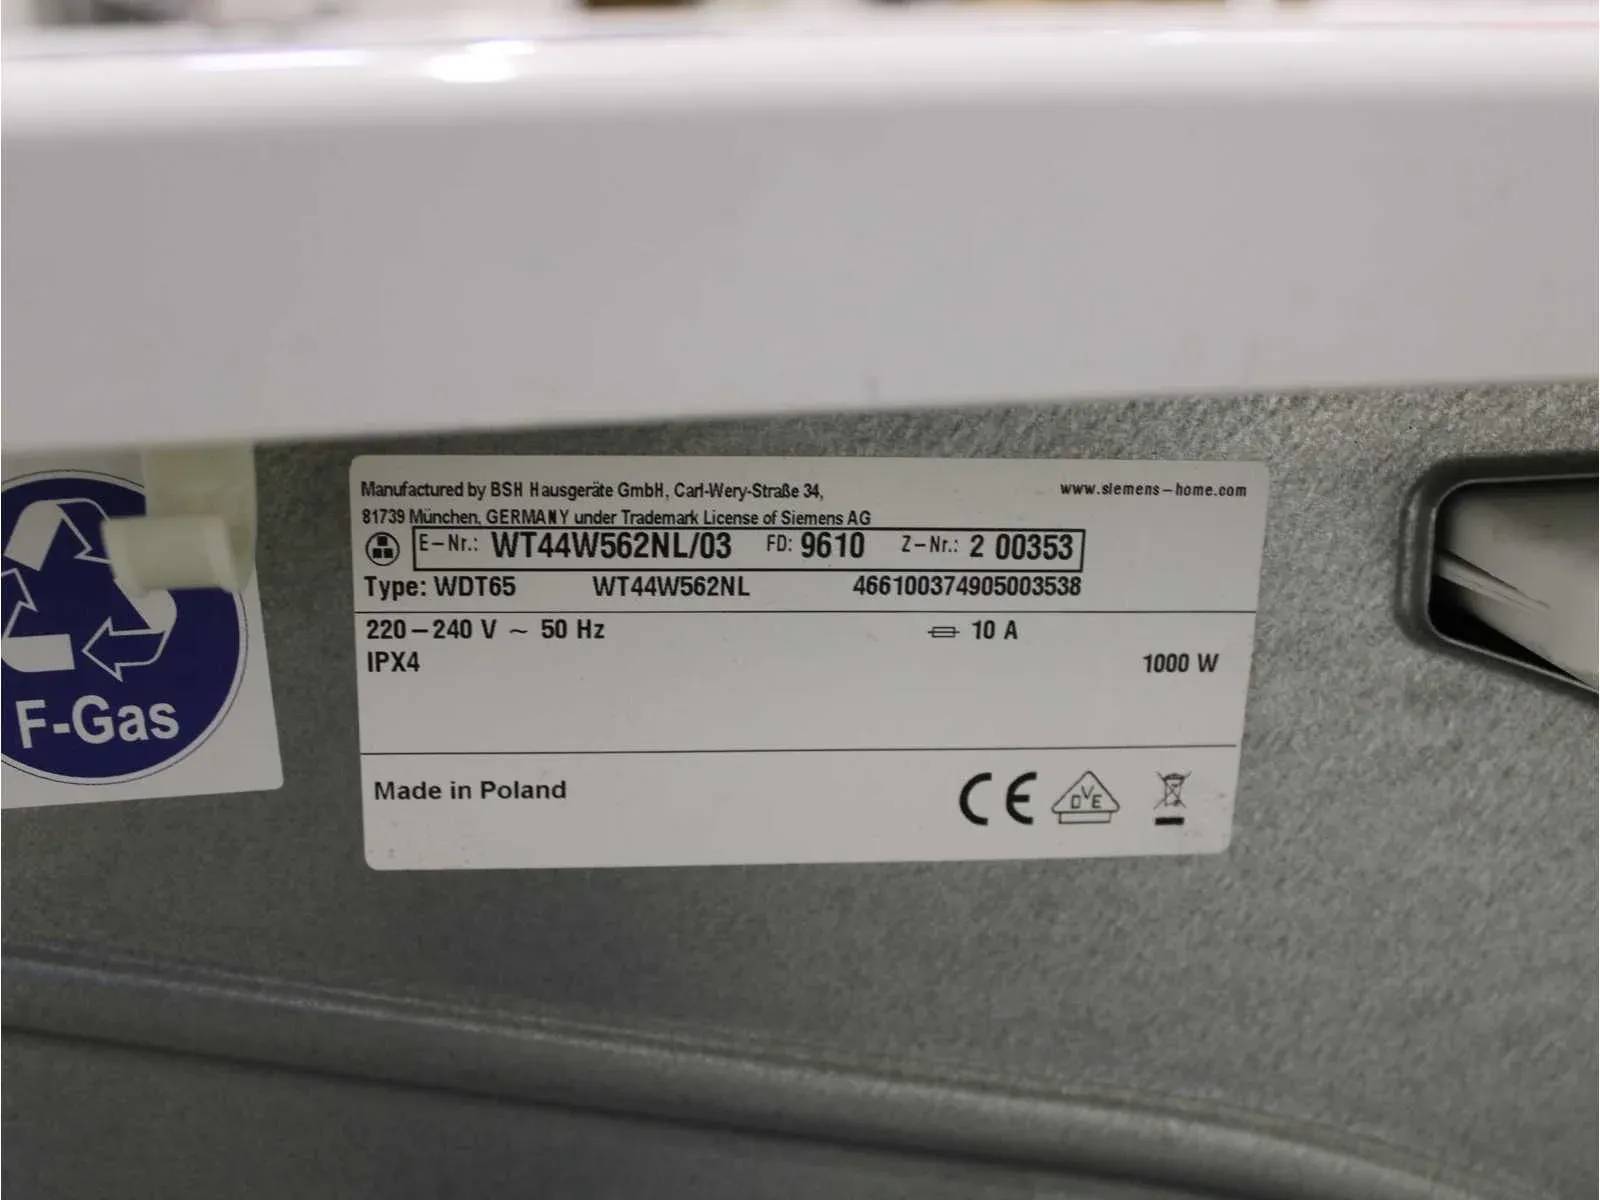 Manufactured by BSH Hausgeräte GmbH, Carl-Wery-Straße 34,
www.siemens-home.com
81739 München, GERMANY under Trademark License of Siemens AG
E-Nr.: WT44W562NL/03 FD: 9610 Z-Nr.: 2 00353
Type: WDT65 WT44W562NL 466100374905003538
220-240 V ~ 50 Hz 10 A
IPX4 1000 W
Made in Poland
CE DVE
F-Gas